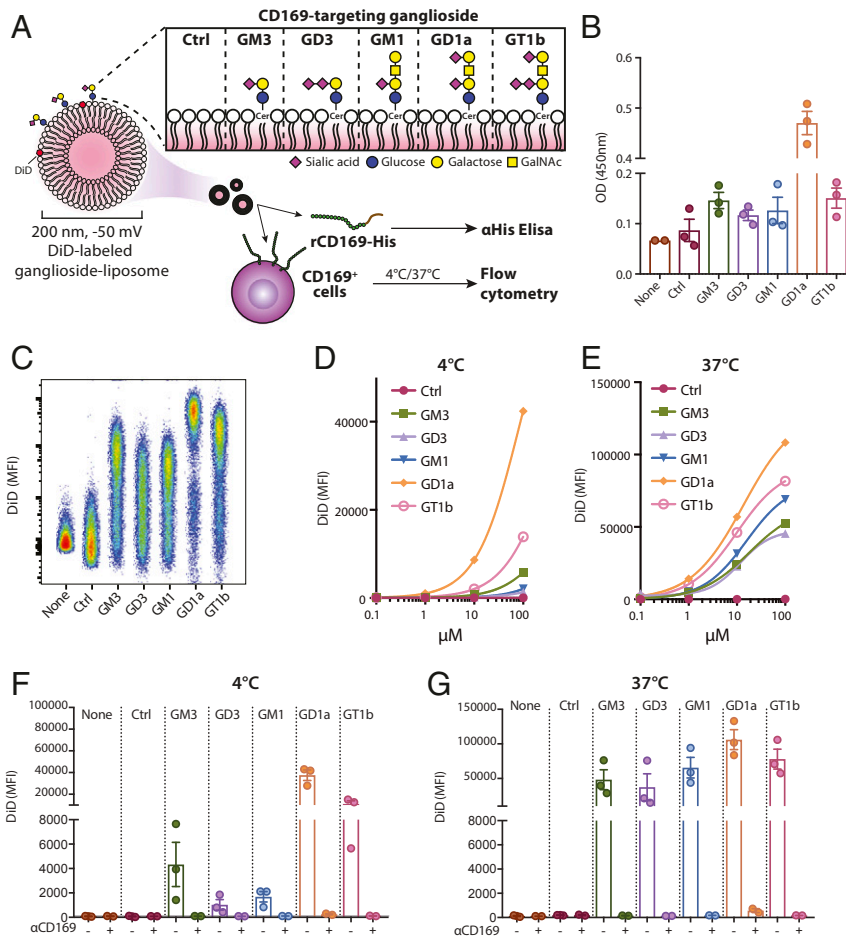 A
CD169-targeting ganglioside
Ctrl GM3 GD3 GM1 GD1a GT1b
Cer Cer Cer Cer Cer
Sialic acid Glucose Galactose GalNAc
DiD
200 nm, -50 mV
DiD-labeled
ganglioside-liposome
rCD169-His
αHis Elisa
CD169+
cells
4°C/37°C
Flow
cytometry
B
OD (450nm)
0.6
0.5
0.4
0.2
0.1
0.0
None Ctrl GM3 GD3 GM1 GD1a GT1b
C
DiD (MFI)
None Ctrl GM3 GD3 GM1 GD1a GT1b
D
4°C
DiD (MFI)
40000
20000
0
Ctrl
GM3
GD3
GM1
GD1a
GT1b
0.1 1 10 100
µM
E
37°C
DiD (MFI)
150000
100000
50000
0
Ctrl
GM3
GD3
GM1
GD1a
GT1b
0.1 1 10 100
µM
F
4°C
DiD (MFI)
100000
80000
60000
40000
20000
8000
6000
4000
2000
0
None Ctrl GM3 GD3 GM1 GD1a GT1b
αCD169 - + - + - + - + - + - + - +
G
37°C
DiD (MFI)
150000
100000
50000
8000
6000
4000
2000
0
None Ctrl GM3 GD3 GM1 GD1a GT1b
αCD169 - + - + - + - + - + - + - +